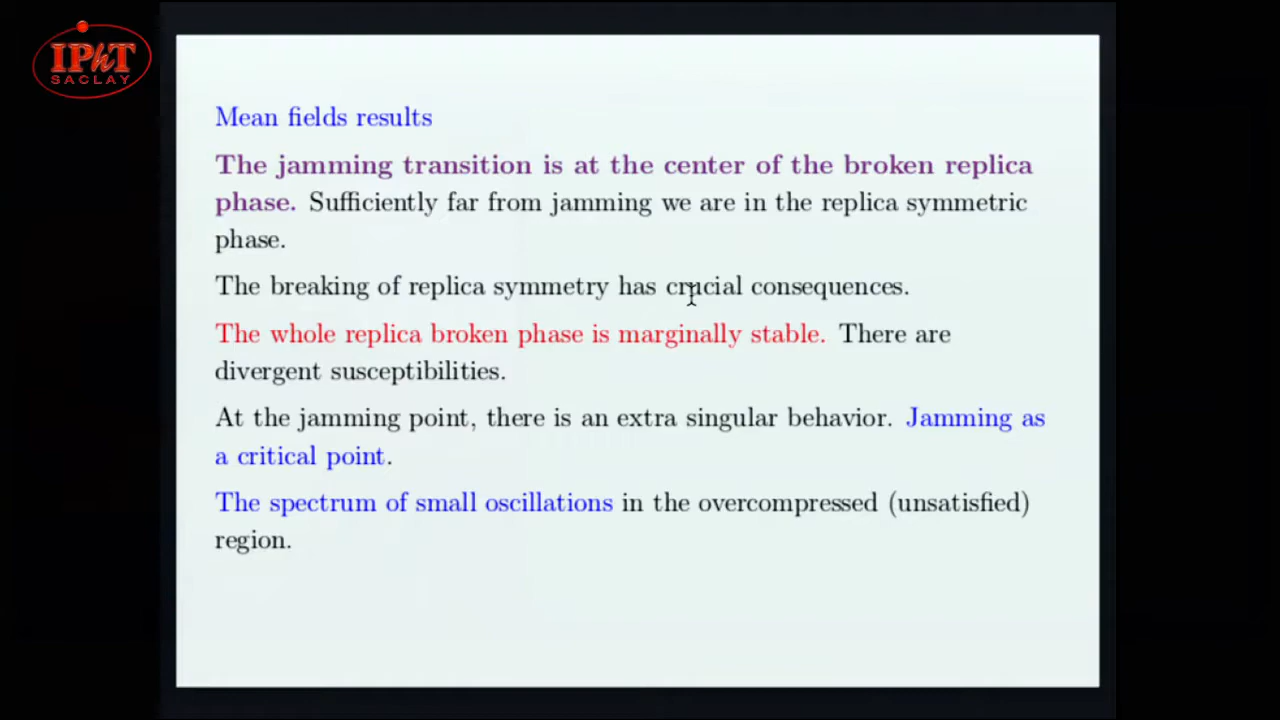 IPhT
SACLAY
Mean fields results
The jamming transition is at the center of the broken replica
phase. Sufficiently far from jamming we are in the replica symmetric
phase.
The breaking of replica symmetry has crucial consequences.
The whole replica broken phase is marginally stable. There are
divergent susceptibilities.
At the jamming point, there is an extra singular behavior. Jamming as
a critical point.
The spectrum of small oscillations in the overcompressed (unsatisfied)
region.